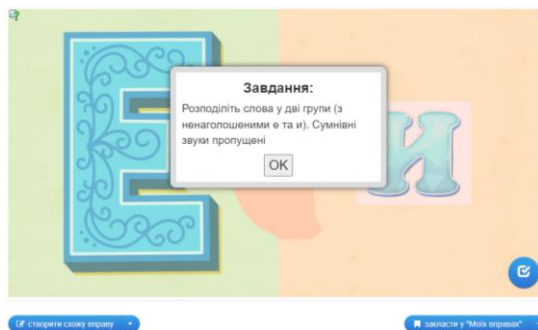 Е
и
Завдання:
Розподіліть слова у дві групи (з
ненаголошеними е та и). Сумнівні
звуки пропущені
OK
створити схожу вправу
закласти у "Моїх вправах"